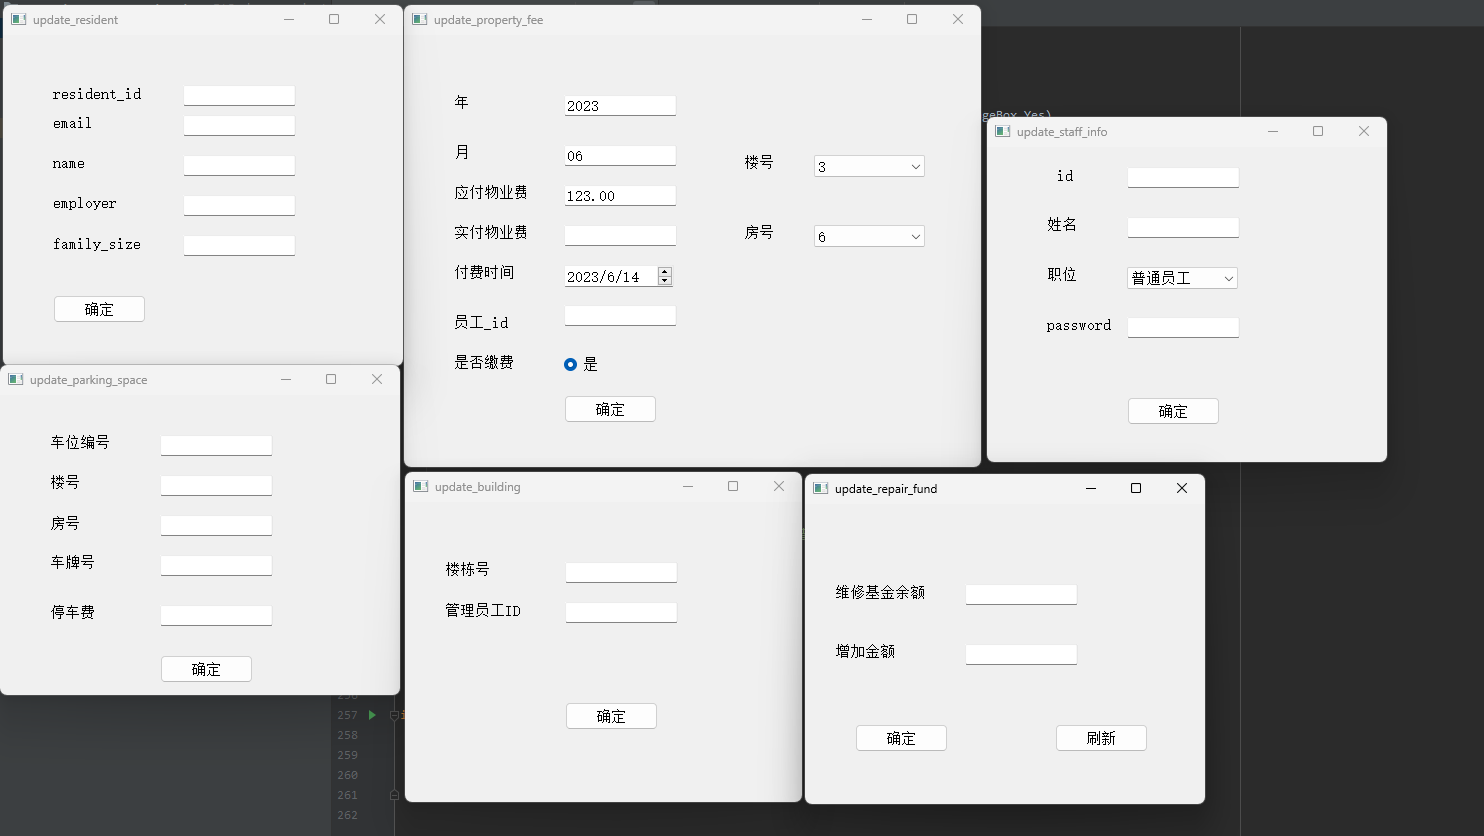 update_resident
resident_id
email
name
employer
family_size
确定
update_property_fee
年
2023
月
06
应付物业费
123.00
实付物业费
付费时间
2023/6/14
员工_id
是否缴费
是
确定
楼号
3
房号
6
geBox.Yes)
update_staff_info
id
姓名
职位
普通员工
password
确定
update_parking_space
车位编号
楼号
房号
车牌号
停车费
确定
update_building
楼栋号
管理员工ID
确定
update_repair_fund
维修基金余额
增加金额
确定
刷新
257
258
259
260
261
262